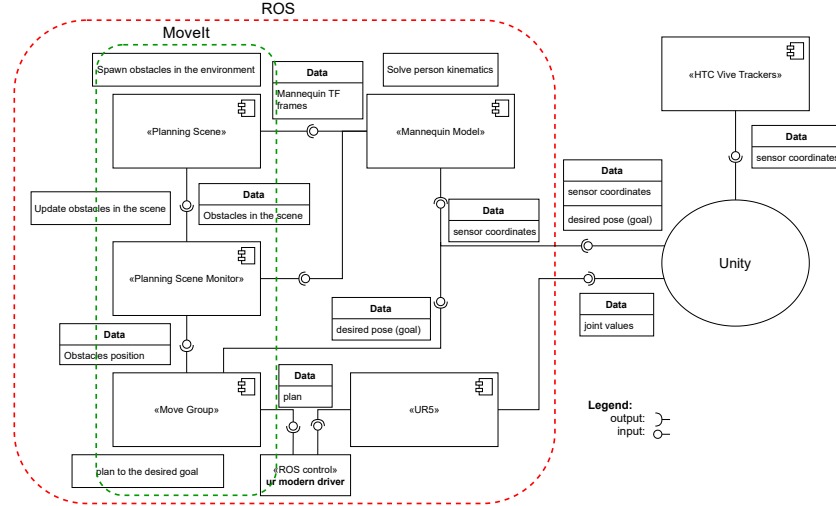 ROS
MoveIt
Spawn obstacles in the environment
Data
Mannequin TF
frames
Solve person kinematics
«HTC Vive Trackers»
«Planning Scene»
«Mannequin Model»
Data
sensor coordinates
Data
sensor coordinates
desired pose (goal)
Update obstacles in the scene
Data
Obstacles in the scene
Data
sensor coordinates
Unity
«Planning Scene Monitor»
Data
desired pose (goal)
Data
joint values
Data
Obstacles position
Data
plan
«Move Group»
«UR5»
Legend:
output:
input:
plan to the desired goal
«ROS control»
ur modern driver